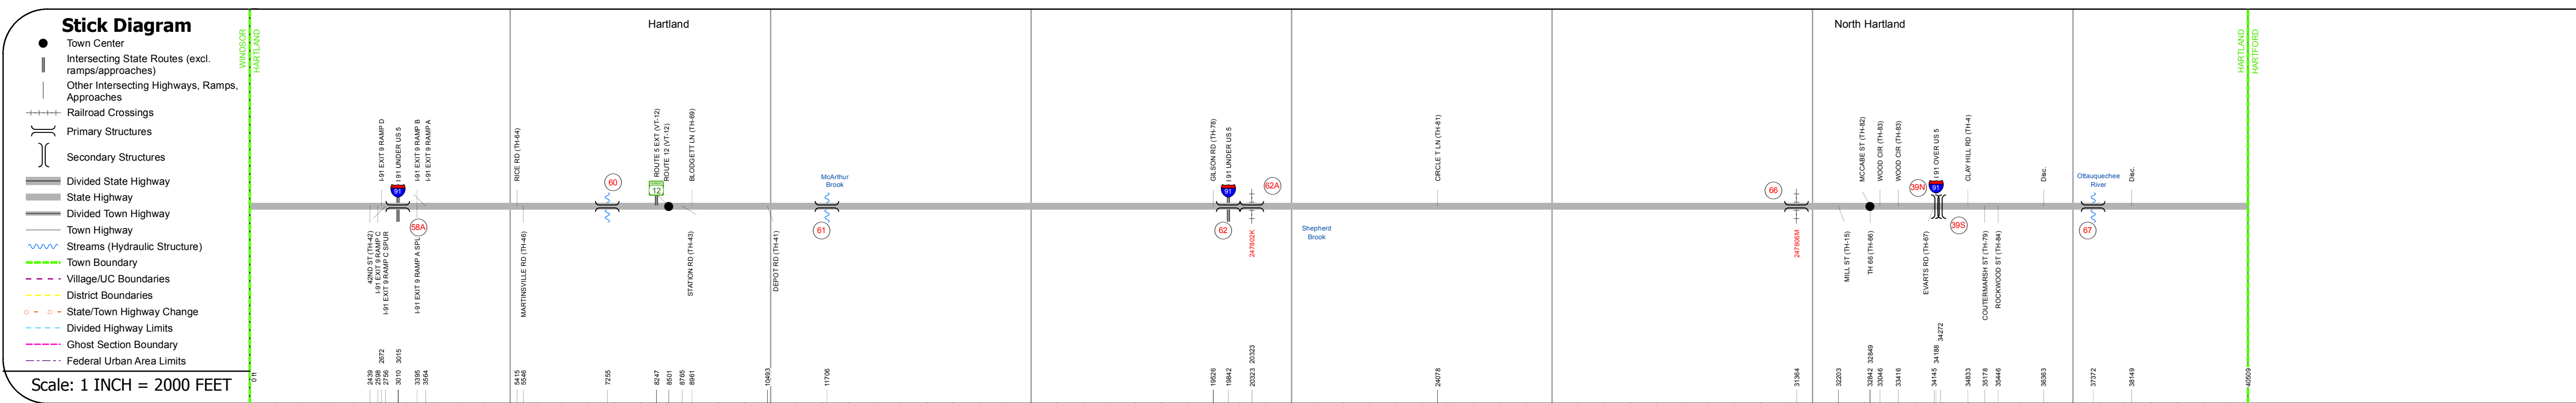 Stick Diagram
Town Center
Intersecting State Routes (excl.
ramps/approaches)
Other Intersecting Highways, Ramps,
Approaches
Railroad Crossings
Primary Structures
Secondary Structures
Divided State Highway
State Highway
Divided Town Highway
Town Highway
Streams (Hydraulic Structure)
Town Boundary
Village/UC Boundaries
District Boundaries
State/Town Highway Change
Divided Highway Limits
Ghost Section Boundary
Federal Urban Area Limits
Scale: 1 INCH = 2000 FEET
WINDSOR
HARTLAND
Hartland
North Hartland
HARTLAND
HARTFORD
I-91 EXIT 9 RAMP D
I 91 UNDER US 5
I-91 EXIT 9 RAMP B
I-91 EXIT 9 RAMP A
RICE RD (TH-64)
ROUTE 5 EXT (VT-12)
ROUTE 12 (VT-12)
BLODGETT LN (TH-69)
McArthur
Brook
GILSON RD (TH-78)
I 91 UNDER US 5
CIRCLE T LN (TH-81)
MCCABE ST (TH-82)
WOOD CIR (TH-83)
WOOD CIR (TH-83)
I 91 OVER US 5
CLAY HILL RD (TH-4)
Disc.
Ottauquechee
River
Disc.
91
60
12
91
62A
66
39N
91
58A
61
62
39S
67
42ND ST (TH-42)
I-91 EXIT 9 RAMP C
I-91 EXIT 9 RAMP C SPUR
I-91 EXIT 9 RAMP A SPL
MARTINSVILLE RD (TH-46)
STATION RD (TH-43)
DEPOT RD (TH-41)
247802K
Shepherd
Brook
247806M
MILL ST (TH-15)
TH 66 (TH-66)
EVARTS RD (TH-67)
COUTERMARSH ST (TH-79)
ROCKWOOD ST (TH-84)
0 ft
2439
2598
2672
2756
3010
3015
3395
3564
5415
5546
7255
8247
8501
8765
8961
10493
11706
19526
19842
20323
20323
24078
31364
32203
32842
32849
33046
33416
34145
34188
34272
34833
35178
35446
36363
37372
38149
40509